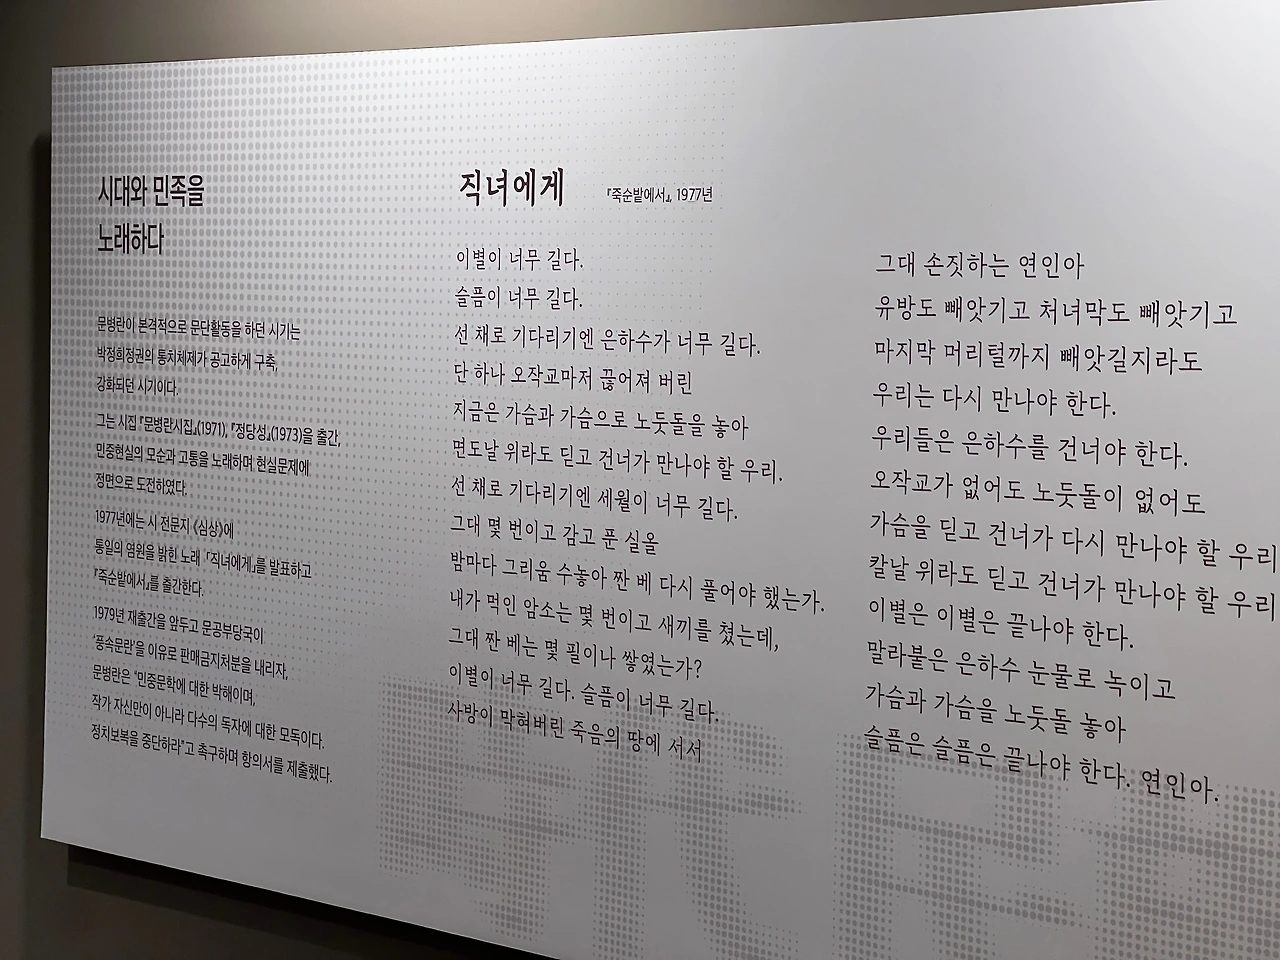 시대와 민족을
노래하다
문병란이 본격적으로 문단활동을 하던 시기는
박정희정권의 통치체제가 공고하게 구축,
강화되던 시기이다.
그는 시집 『문병란시집』(1971), 『정당성』(1973)을 출간,
민중현실의 모순과 고통을 노래하며 현실문제에
정면으로 도전하였다.
1977년에는 시 전문지 《심상》에
통일의 염원을 밝힌 노래 「직녀에게」를 발표하고
『죽순밭에서』를 출간한다.
1979년 재출간을 앞두고 문공부당국이
‘풍속문란’을 이유로 판매금지처분을 내리자,
문병란은 “민중문학에 대한 박해이며,
작가 자신만이 아니라 다수의 독자에 대한 모독이다.
정치보복을 중단하라”고 촉구하며 항의서를 제출했다.
직녀에게 『죽순밭에서』, 1977년
이별이 너무 길다.
슬픔이 너무 길다.
선 채로 기다리기엔 은하수가 너무 길다.
단 하나 오작교마저 끊어져 버린
지금은 가슴과 가슴으로 노둣돌을 놓아
면도날 위라도 딛고 건너가 만나야 할 우리.
선 채로 기다리기엔 세월이 너무 길다.
그대 몇 번이고 감고 푼 실올
밤마다 그리움 수놓아 짠 베 다시 풀어야 했는가.
내가 먹인 암소는 몇 번이고 새끼를 쳤는데,
그대 짠 베는 몇 필이나 쌓였는가?
이별이 너무 길다. 슬픔이 너무 길다.
사방이 막혀버린 죽음의 땅에 서서
그대 손짓하는 연인아
유방도 빼앗기고 처녀막도 빼앗기고
마지막 머리털까지 빼앗길지라도
우리는 다시 만나야 한다.
우리들은 은하수를 건너야 한다.
오작교가 없어도 노둣돌이 없어도
가슴을 딛고 건너가 다시 만나야 할 우리
칼날 위라도 딛고 건너가 만나야 할 우리
이별은 이별은 끝나야 한다.
말라붙은 은하수 눈물로 녹이고
가슴과 가슴을 노둣돌 놓아
슬픔은 슬픔은 끝나야 한다. 연인아.